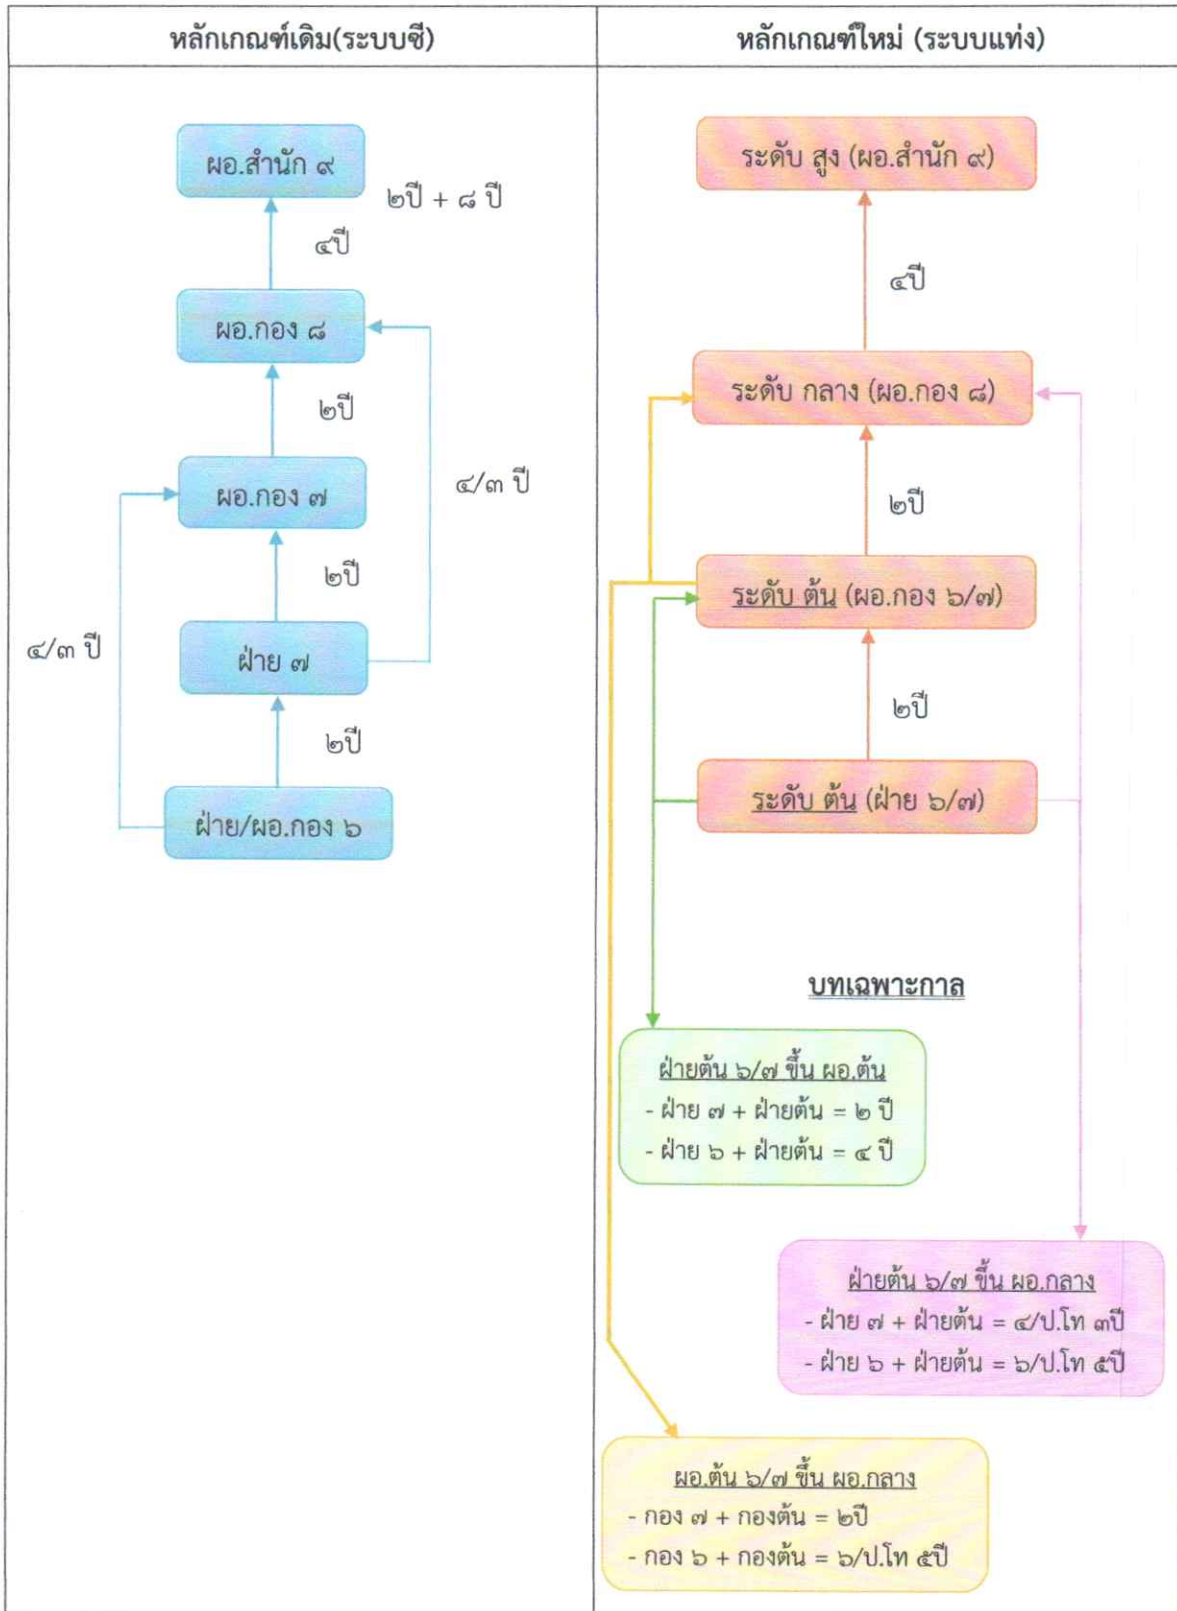 หลักเกณฑ์เดิม(ระบบซี)
ผอ.สำนัก ๙
๒ปี + ๘ ปี
๔ปี
ผอ.กอง ๘
๒ปี
๔/๓ ปี
ผอ.กอง ๗
๒ปี
๔/๓ ปี
ฝ่าย ๗
๒ปี
ฝ่าย/ผอ.กอง ๖
หลักเกณฑ์ใหม่ (ระบบแท่ง)
ระดับ สูง (ผอ.สำนัก ๙)
๔ปี
ระดับ กลาง (ผอ.กอง ๘)
๒ปี
ระดับ ต้น (ผอ.กอง ๖/๗)
๒ปี
ระดับ ต้น (ฝ่าย ๖/๗)
บทเฉพาะกาล
ฝ่ายต้น ๖/๗ ขึ้น ผอ.ต้น
- ฝ่าย ๗ + ฝ่ายต้น = ๒ ปี
- ฝ่าย ๖ + ฝ่ายต้น = ๔ ปี
ฝ่ายต้น ๖/๗ ขึ้น ผอ.กลาง
- ฝ่าย ๗ + ฝ่ายต้น = ๔/ป.โท ๓ปี
- ฝ่าย ๖ + ฝ่ายต้น = ๖/ป.โท ๕ปี
ผอ.ต้น ๖/๗ ขึ้น ผอ.กลาง
- กอง ๗ + กองต้น = ๒ปี
- กอง ๖ + กองต้น = ๖/ป.โท ๕ปี